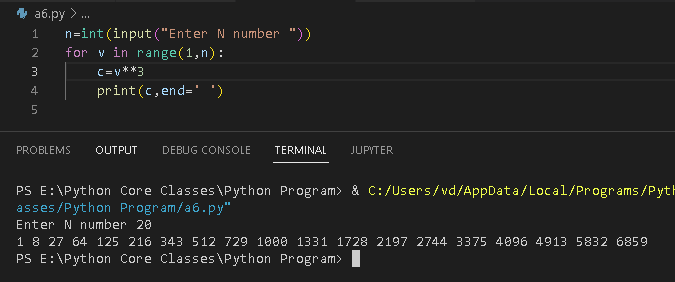 a6.py > ...
1 n=int(input("Enter N number "))
2 for v in range(1,n):
3 c=v**3
4 print(c,end=' ')
5
PROBLEMS OUTPUT DEBUG CONSOLE TERMINAL JUPYTER
PS E:\Python Core Classes\Python Program> & C:/Users/vd/AppData/Local/Programs/Pyth
asses/Python Program/a6.py"
Enter N number 20
1 8 27 64 125 216 343 512 729 1000 1331 1728 2197 2744 3375 4096 4913 5832 6859
PS E:\Python Core Classes\Python Program>